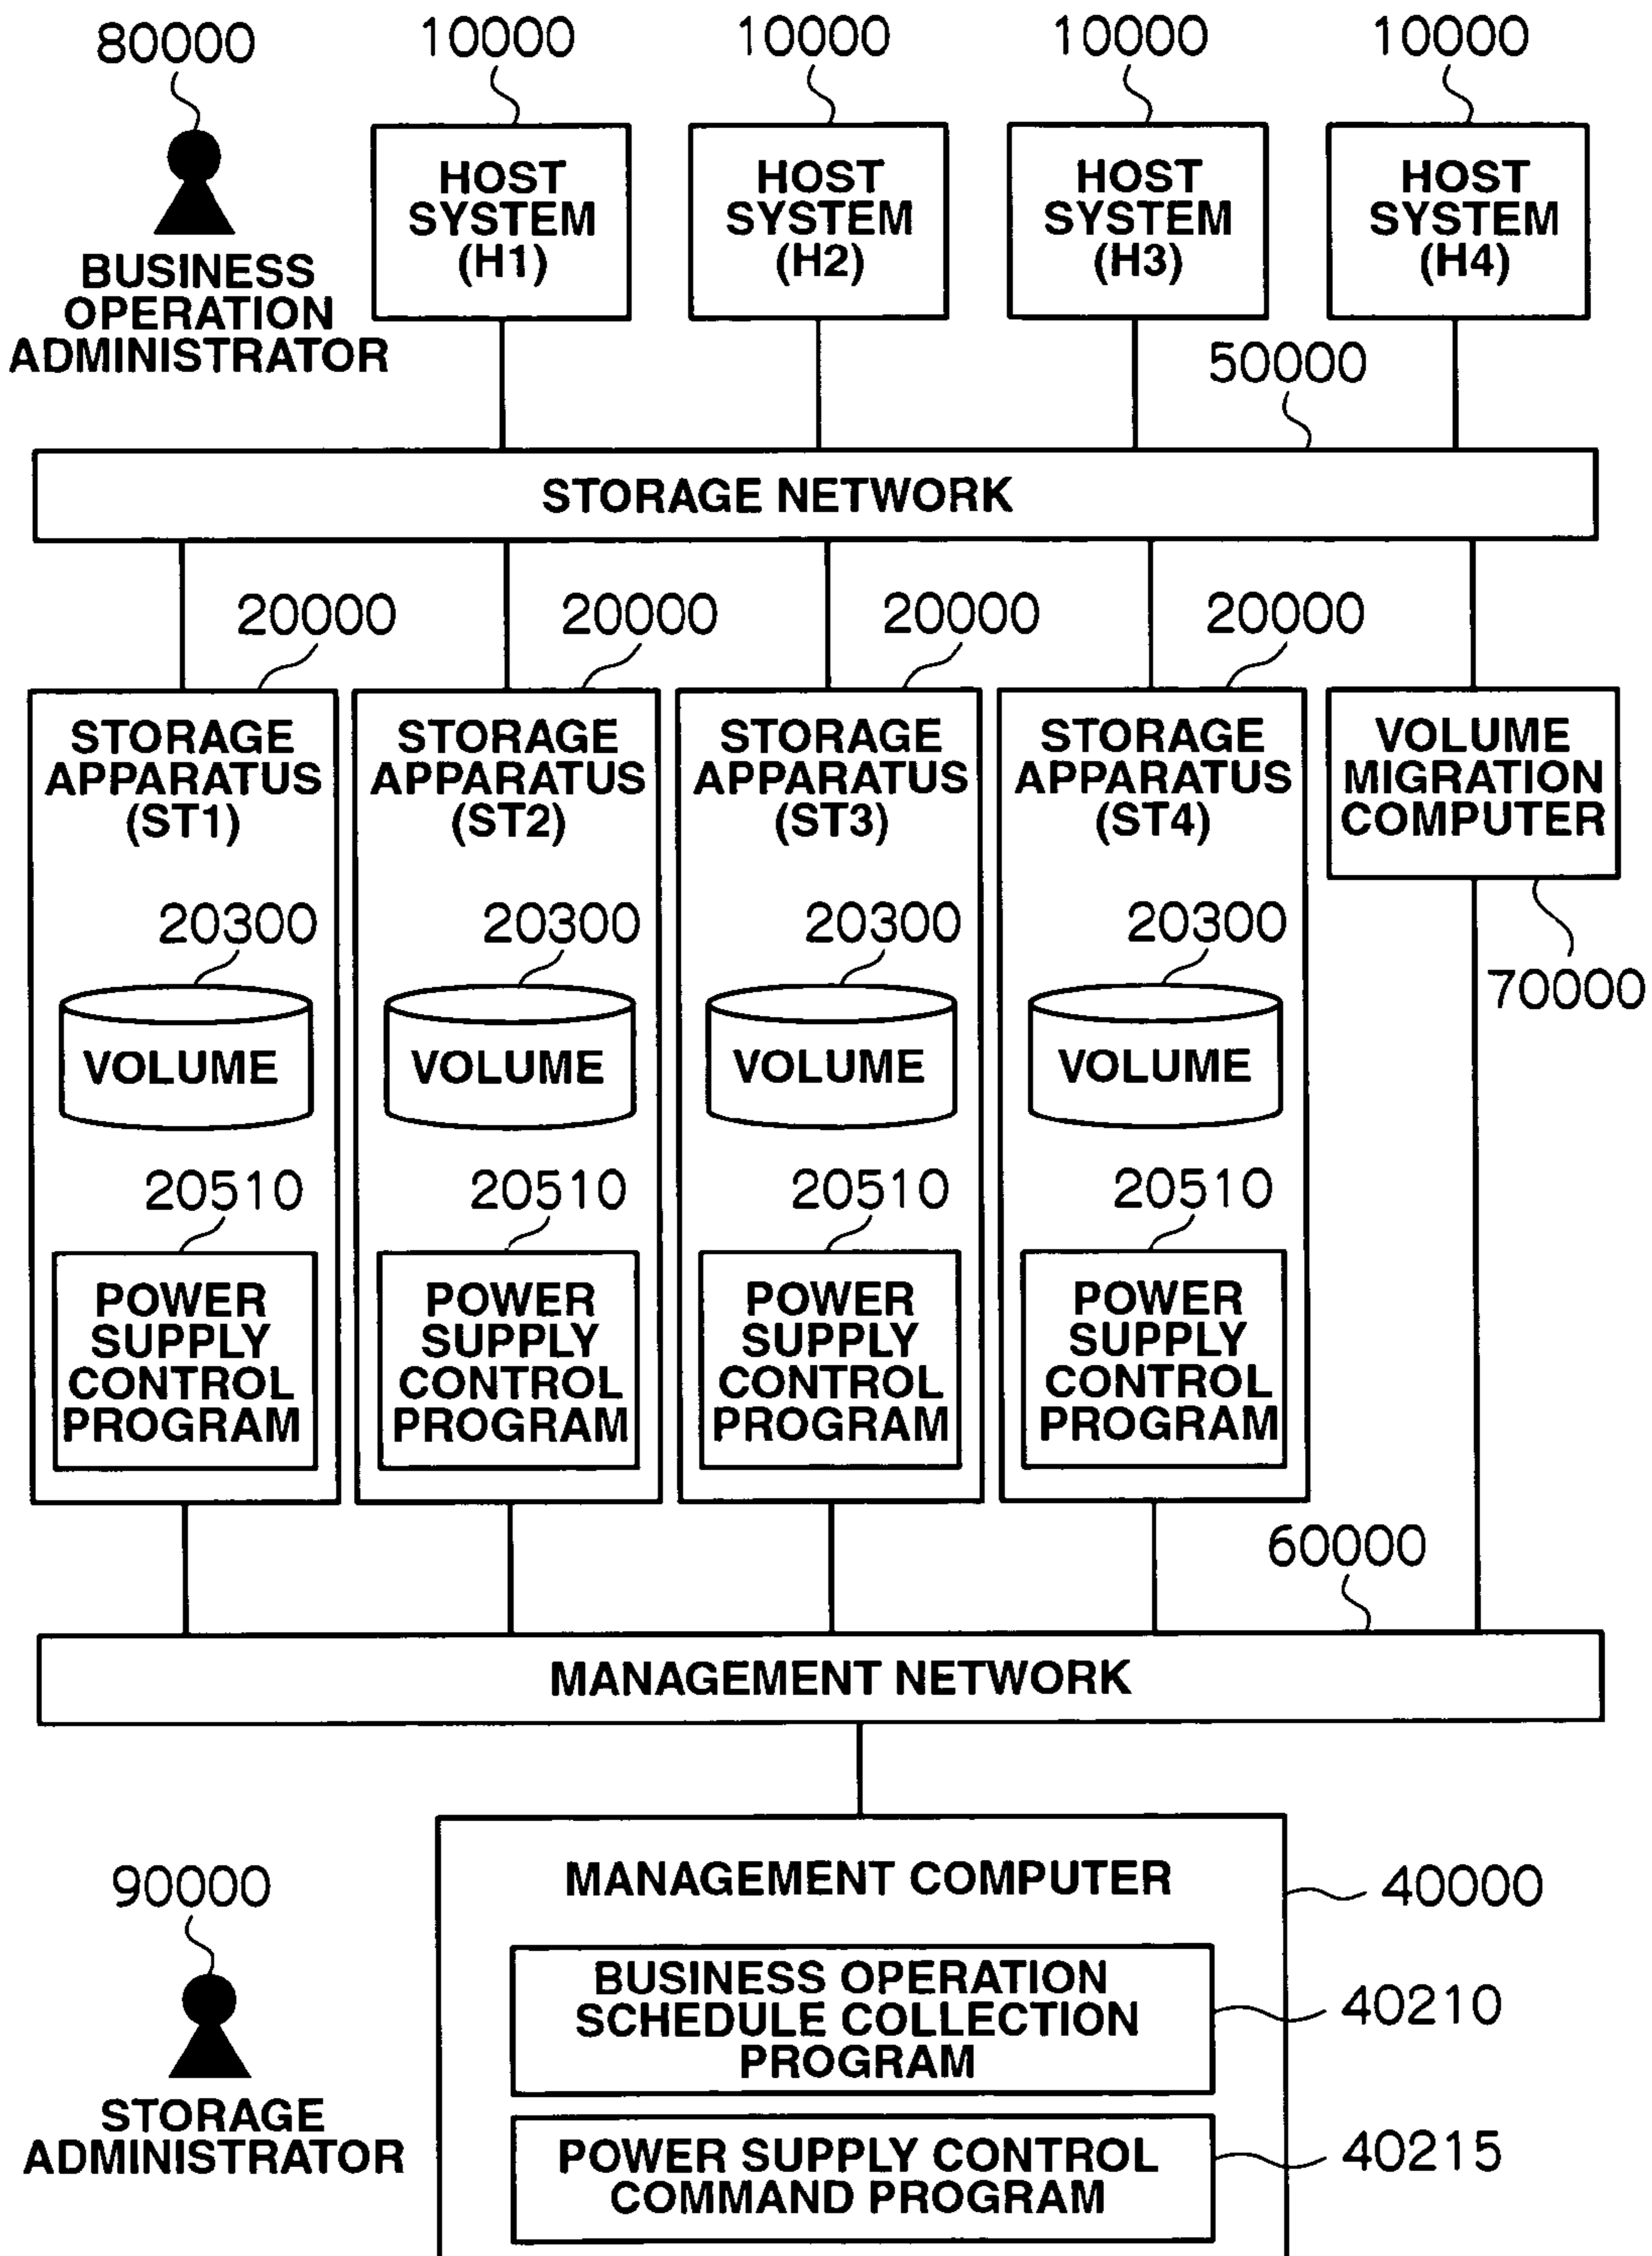 80000
10000
10000
10000
10000
BUSINESS
OPERATION
ADMINISTRATOR
HOST
SYSTEM
(H1)
HOST
SYSTEM
(H2)
HOST
SYSTEM
(H3)
HOST
SYSTEM
(H4)
50000
STORAGE NETWORK
20000
20000
20000
20000
STORAGE
APPARATUS
(ST1)
20300
VOLUME
20510
POWER
SUPPLY
CONTROL
PROGRAM
STORAGE
APPARATUS
(ST2)
20300
VOLUME
20510
POWER
SUPPLY
CONTROL
PROGRAM
STORAGE
APPARATUS
(ST3)
20300
VOLUME
20510
POWER
SUPPLY
CONTROL
PROGRAM
STORAGE
APPARATUS
(ST4)
20300
VOLUME
20510
POWER
SUPPLY
CONTROL
PROGRAM
VOLUME
MIGRATION
COMPUTER
70000
60000
MANAGEMENT NETWORK
MANAGEMENT COMPUTER
40000
BUSINESS OPERATION
SCHEDULE COLLECTION
PROGRAM
40210
POWER SUPPLY CONTROL
COMMAND PROGRAM
40215
90000
STORAGE
ADMINISTRATOR